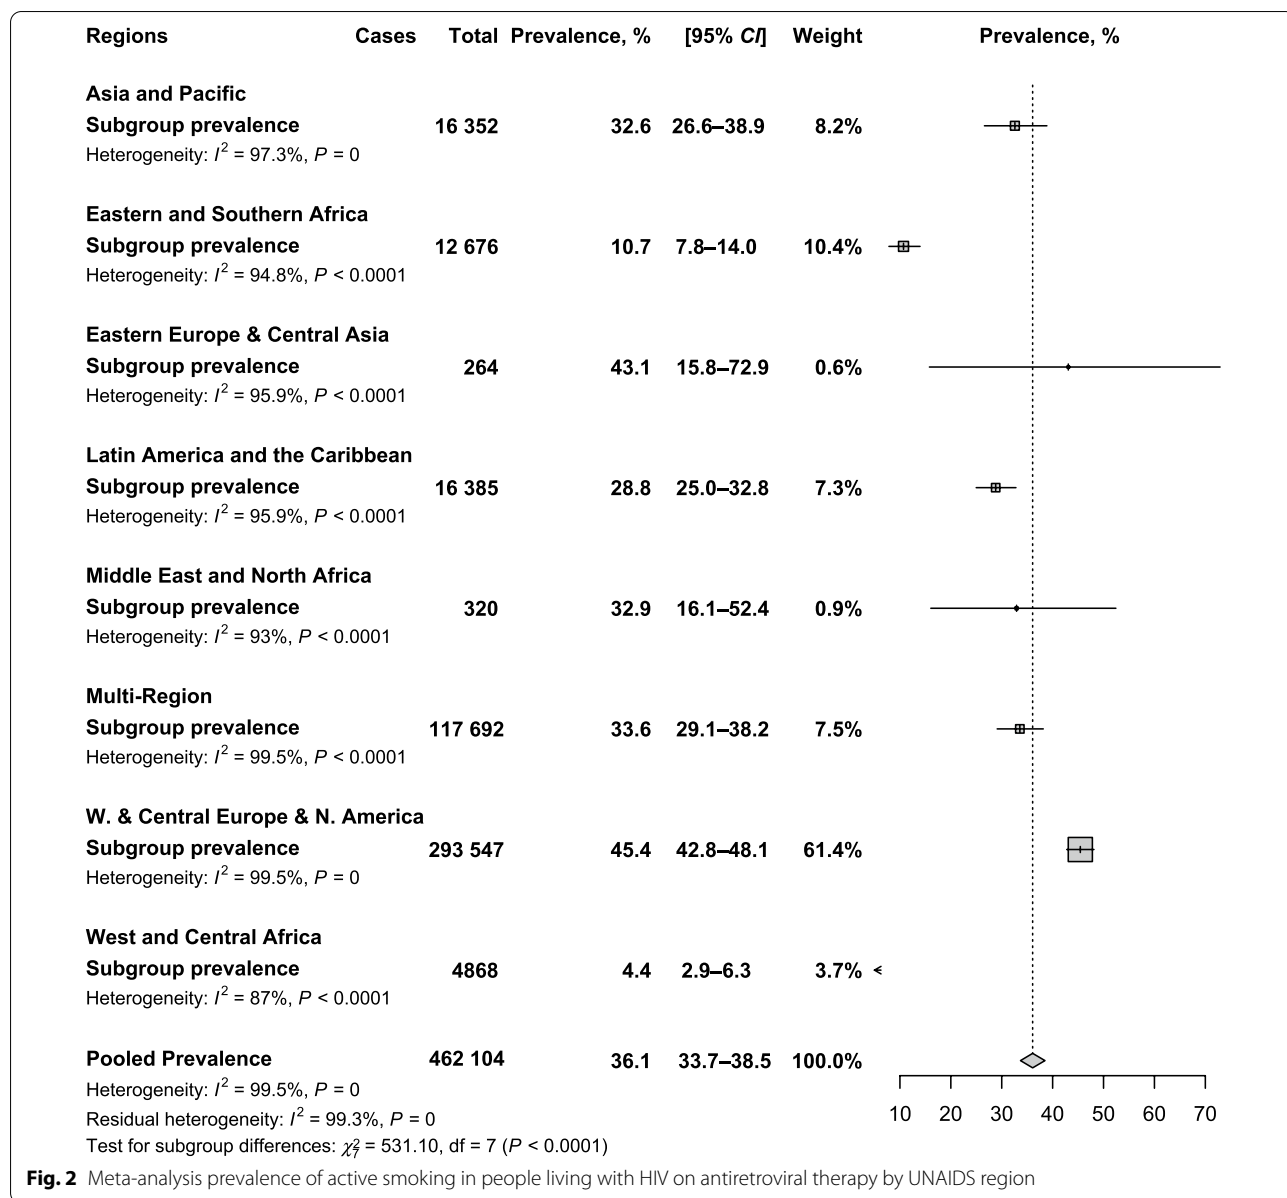 Regions Cases Total Prevalence, % [95% CI] Weight Prevalence, %
Asia and Pacific
Subgroup prevalence 16 352 32.6 26.6–38.9 8.2%
Heterogeneity: I² = 97.3%, P = 0
Eastern and Southern Africa
Subgroup prevalence 12 676 10.7 7.8–14.0 10.4%
Heterogeneity: I² = 94.8%, P < 0.0001
Eastern Europe & Central Asia
Subgroup prevalence 264 43.1 15.8–72.9 0.6%
Heterogeneity: I² = 95.9%, P < 0.0001
Latin America and the Caribbean
Subgroup prevalence 16 385 28.8 25.0–32.8 7.3%
Heterogeneity: I² = 95.9%, P < 0.0001
Middle East and North Africa
Subgroup prevalence 320 32.9 16.1–52.4 0.9%
Heterogeneity: I² = 93%, P < 0.0001
Multi-Region
Subgroup prevalence 117 692 33.6 29.1–38.2 7.5%
Heterogeneity: I² = 99.5%, P < 0.0001
W. & Central Europe & N. America
Subgroup prevalence 293 547 45.4 42.8–48.1 61.4%
Heterogeneity: I² = 99.5%, P = 0
West and Central Africa
Subgroup prevalence 4868 4.4 2.9–6.3 3.7%
Heterogeneity: I² = 87%, P < 0.0001
Pooled Prevalence 462 104 36.1 33.7–38.5 100.0%
Heterogeneity: I² = 99.5%, P = 0
Residual heterogeneity: I² = 99.3%, P = 0
10 20 30 40 50 60 70
Test for subgroup differences: χ²₇ = 531.10, df = 7 (P < 0.0001)
Fig. 2 Meta-analysis prevalence of active smoking in people living with HIV on antiretroviral therapy by UNAIDS region